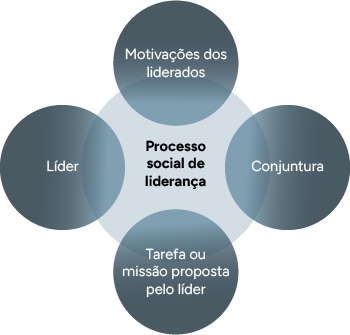 Motivações dos
liderados
Líder
Processo
social de
liderança
Conjuntura
Tarefa ou
missão proposta
pelo líder